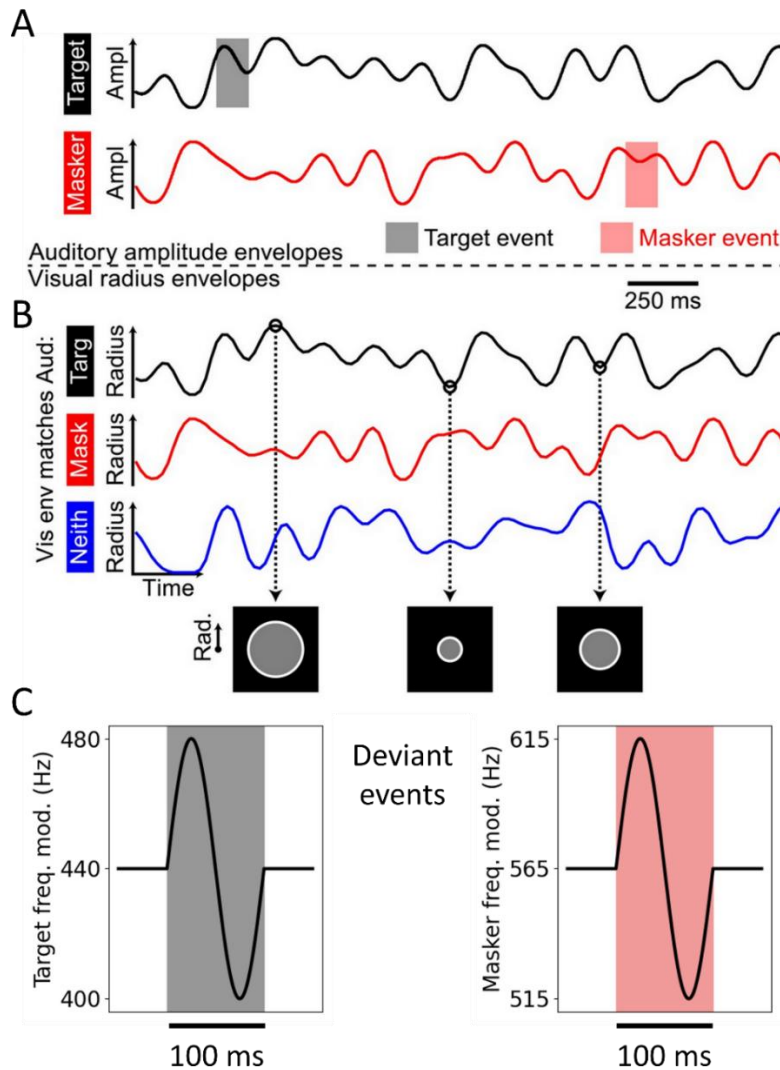 A
Target
Ampl
Masker
Ampl
Target event
Masker event
Auditory amplitude envelopes
Visual radius envelopes
250 ms
B
Vis env matches Aud:
Targ
Radius
Mask
Radius
Neith
Radius
Time
Rad.
C
Target freq. mod. (Hz)
480
440
400
100 ms
Deviant
events
Masker freq. mod. (Hz)
615
565
515
100 ms